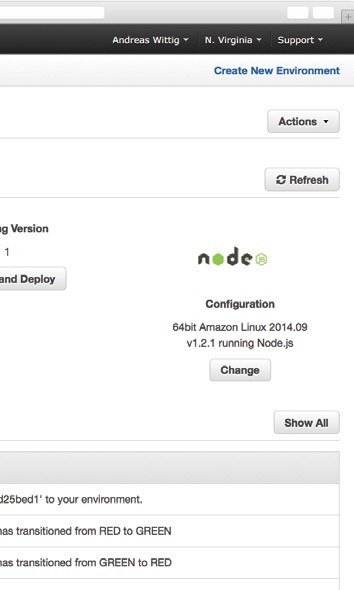 Andreas Wittig N. Virginia Support
Create New Environment
Actions
Refresh
ng Version
1
and Deploy
node JS
Configuration
64bit Amazon Linux 2014.09
v1.2.1 running Node.js
Change
Show All
d25bed1' to your environment.
has transitioned from RED to GREEN
has transitioned from GREEN to RED